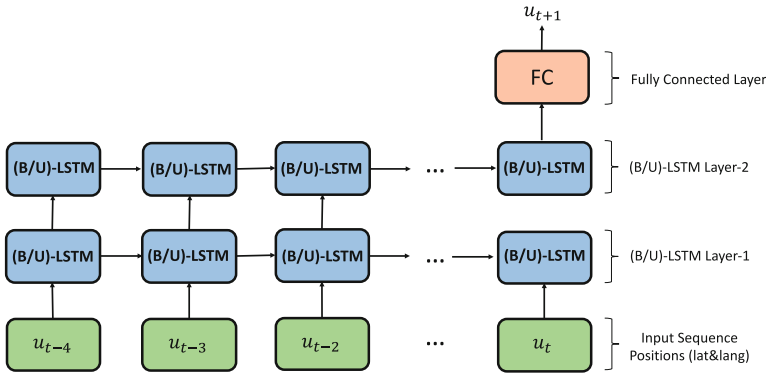 u_{t+1}
FC
Fully Connected Layer
(B/U)-LSTM
(B/U)-LSTM
(B/U)-LSTM
...
(B/U)-LSTM
(B/U)-LSTM Layer-2
(B/U)-LSTM
(B/U)-LSTM
(B/U)-LSTM
...
(B/U)-LSTM
(B/U)-LSTM Layer-1
u_{t−4}
u_{t−3}
u_{t−2}
...
u_t
Input Sequence
Positions (lat&lang)